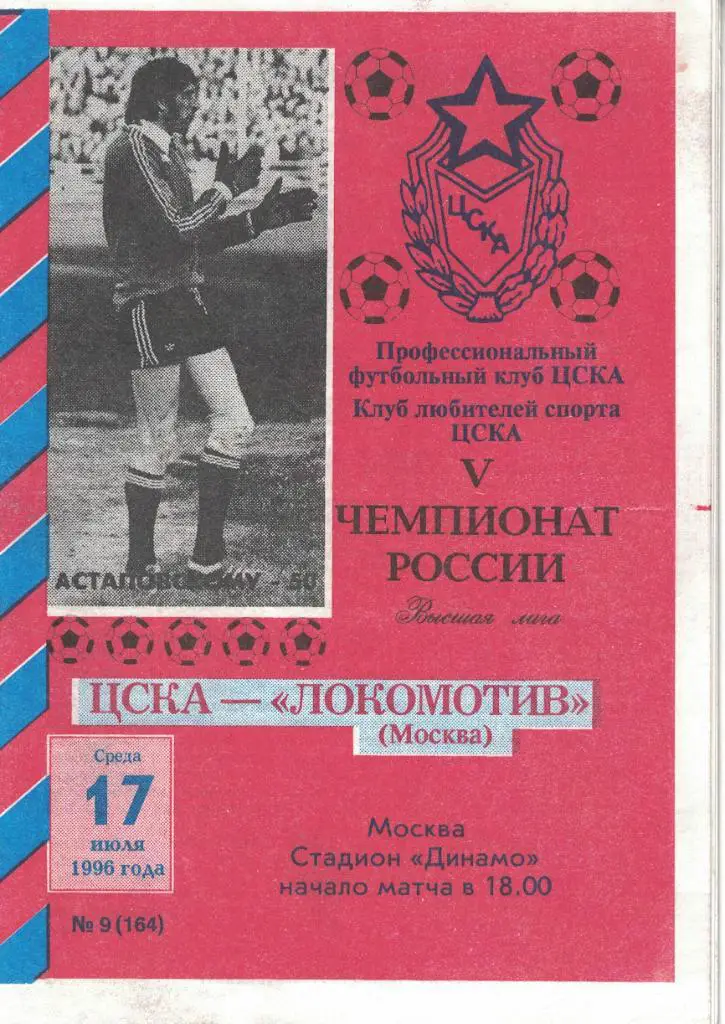 ЦСКА
Профессиональный
футбольный клуб ЦСКА
Клуб любителей спорта
ЦСКА
V
ЧЕМПИОНАТ
РОССИИ
Высшая лига
АСТАПОВСКОМУ - 50
ЦСКА — «ЛОКОМОТИВ»
(Москва)
Среда
17
июля
1996 года
№ 9 (164)
Москва
Стадион «Динамо»
начало матча в 18.00